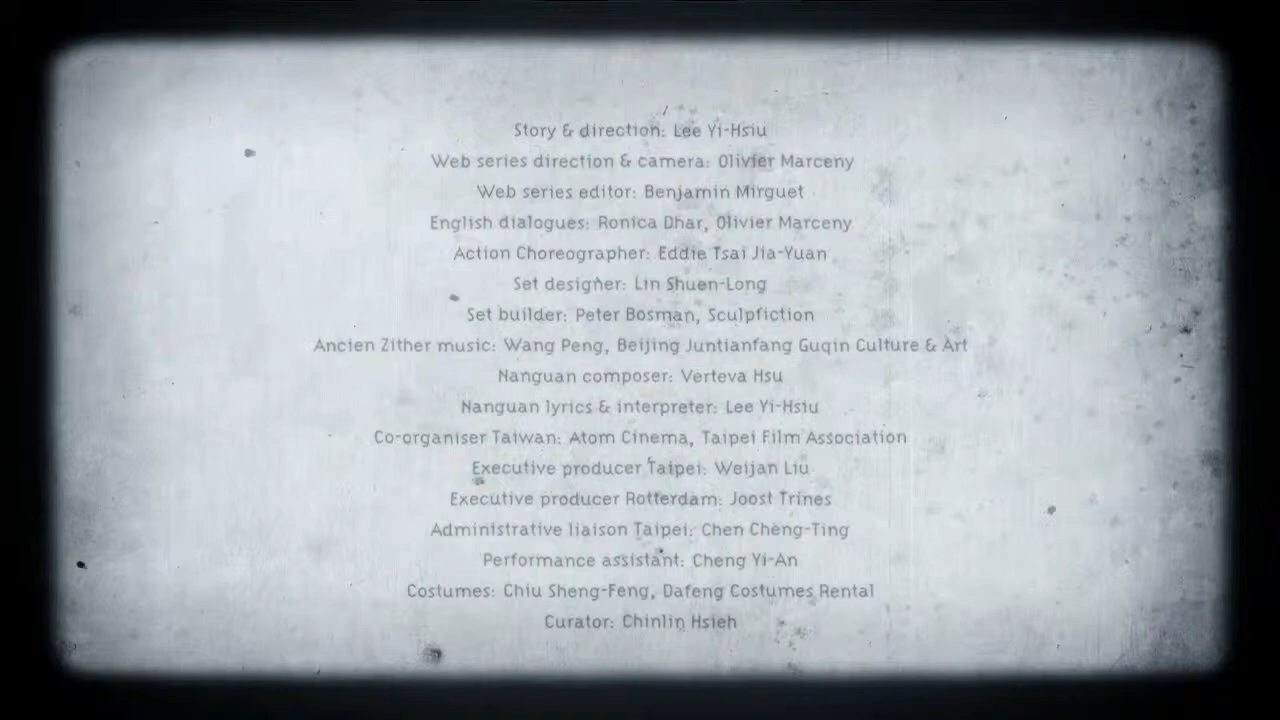 Story & direction: Lee Yi-Hsiu
Web series direction & camera: Olivier Marceny
Web series editor: Benjamin Mirguet
English dialogues: Ronica Dhar, Olivier Marceny
Action Choreographer: Eddie Tsai Jia-Yuan
Set designer: Lin Shuen-Long
Set builder: Peter Bosman, Sculpfiction
Ancien Zither music: Wang Peng, Beijing Juntianfang Guqin Culture & Art
Nanguan composer: Verteva Hsu
Nanguan lyrics & interpreter: Lee Yi-Hsiu
Co-organiser Taiwan: Atom Cinema, Taipei Film Association
Executive producer Taipei: Weijan Liu
Executive producer Rotterdam: Joost Trines
Administrative liaison Taipei: Chen Cheng-Ting
Performance assistant: Cheng Yi-An
Costumes: Chiu Sheng-Feng, Dafeng Costumes Rental
Curator: Chinlin Hsieh